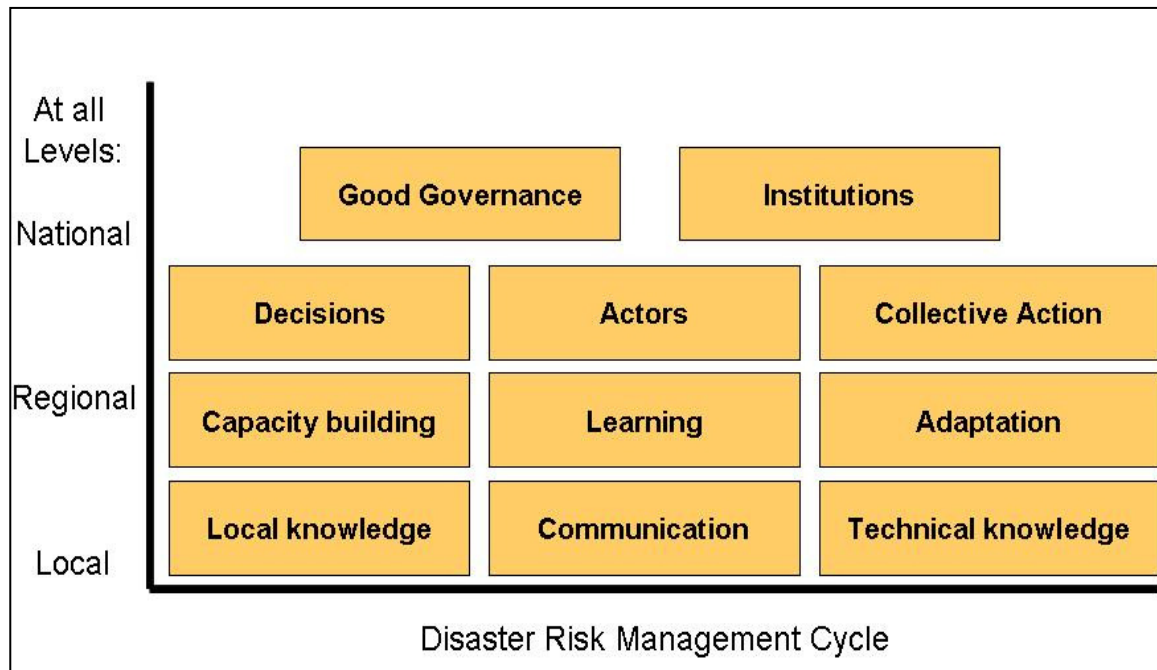 At all
Levels:
National
Regional
Local
Good Governance
Institutions
Decisions
Actors
Collective Action
Capacity building
Learning
Adaptation
Local knowledge
Communication
Technical knowledge
Disaster Risk Management Cycle